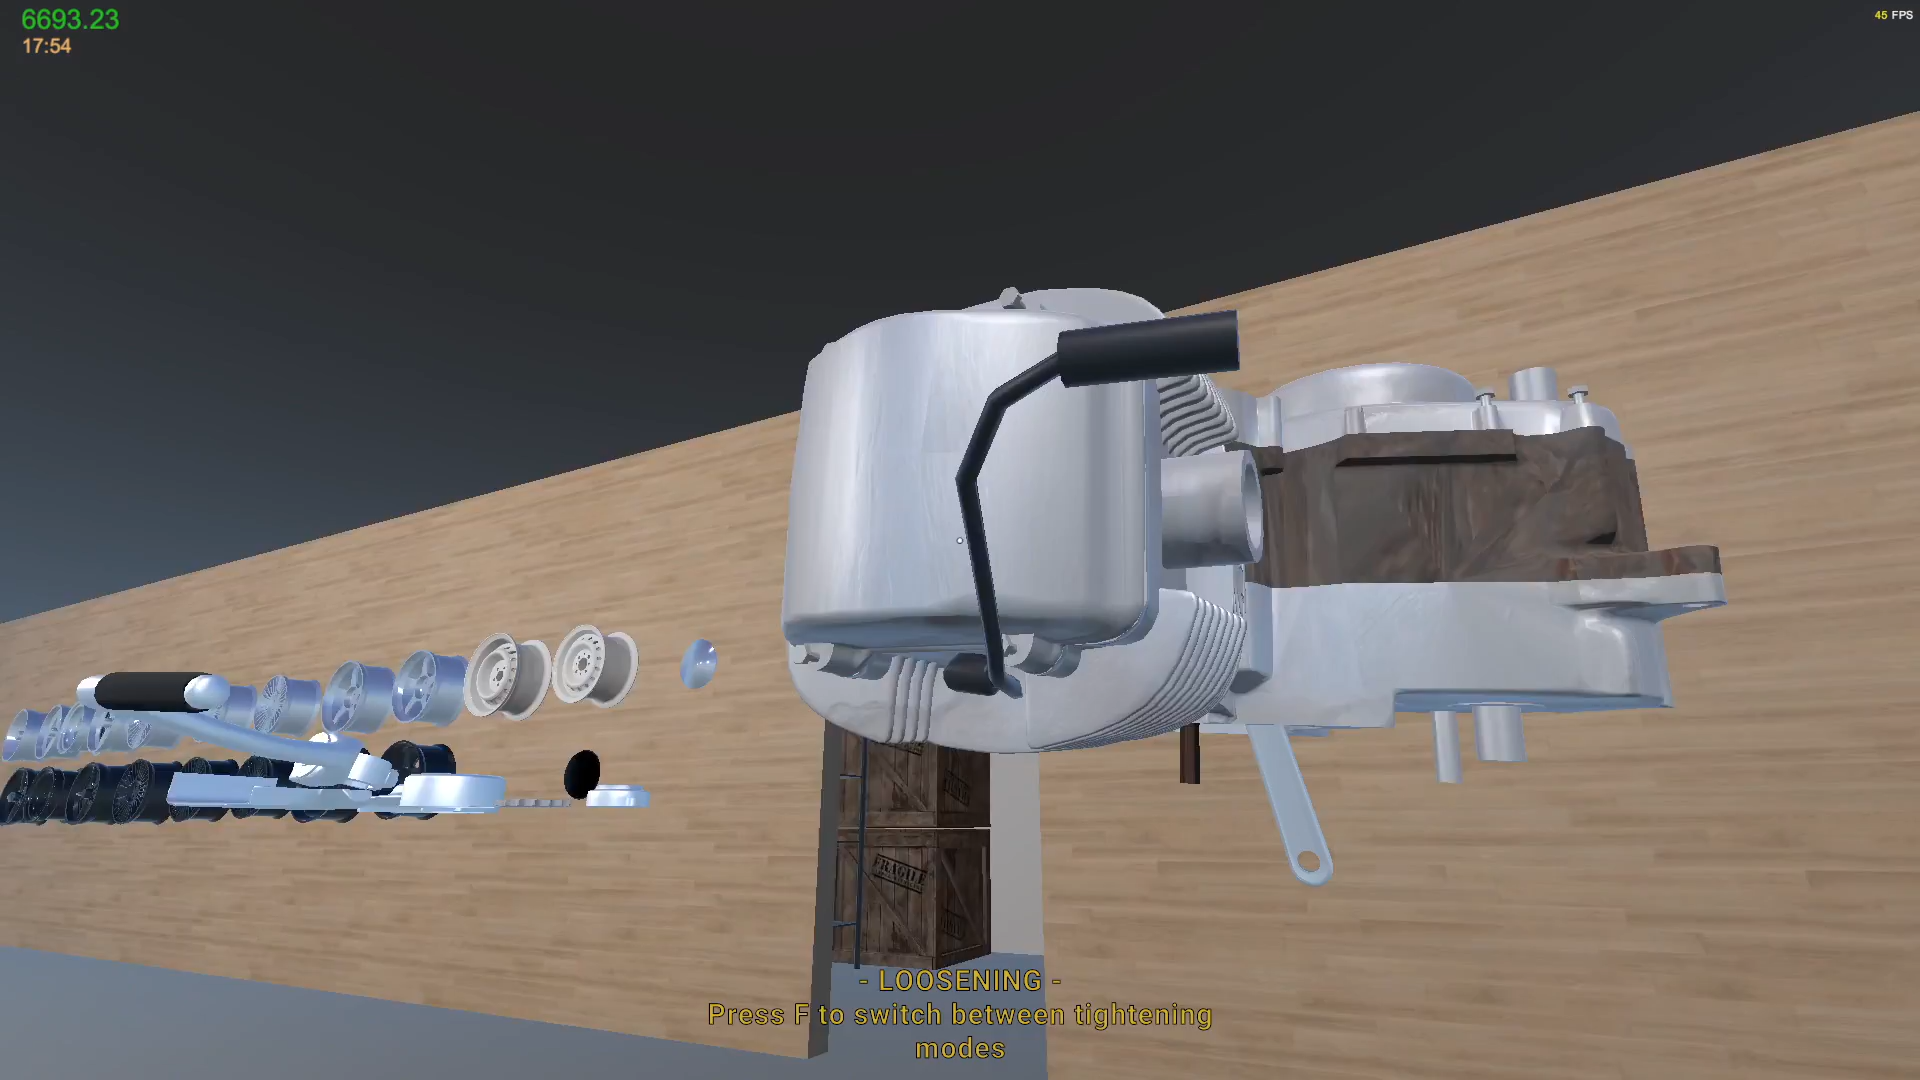 6693.23
45 FPS
17:54
FRAGILE
- LOOSENING -
Press F to switch between tightening
modes